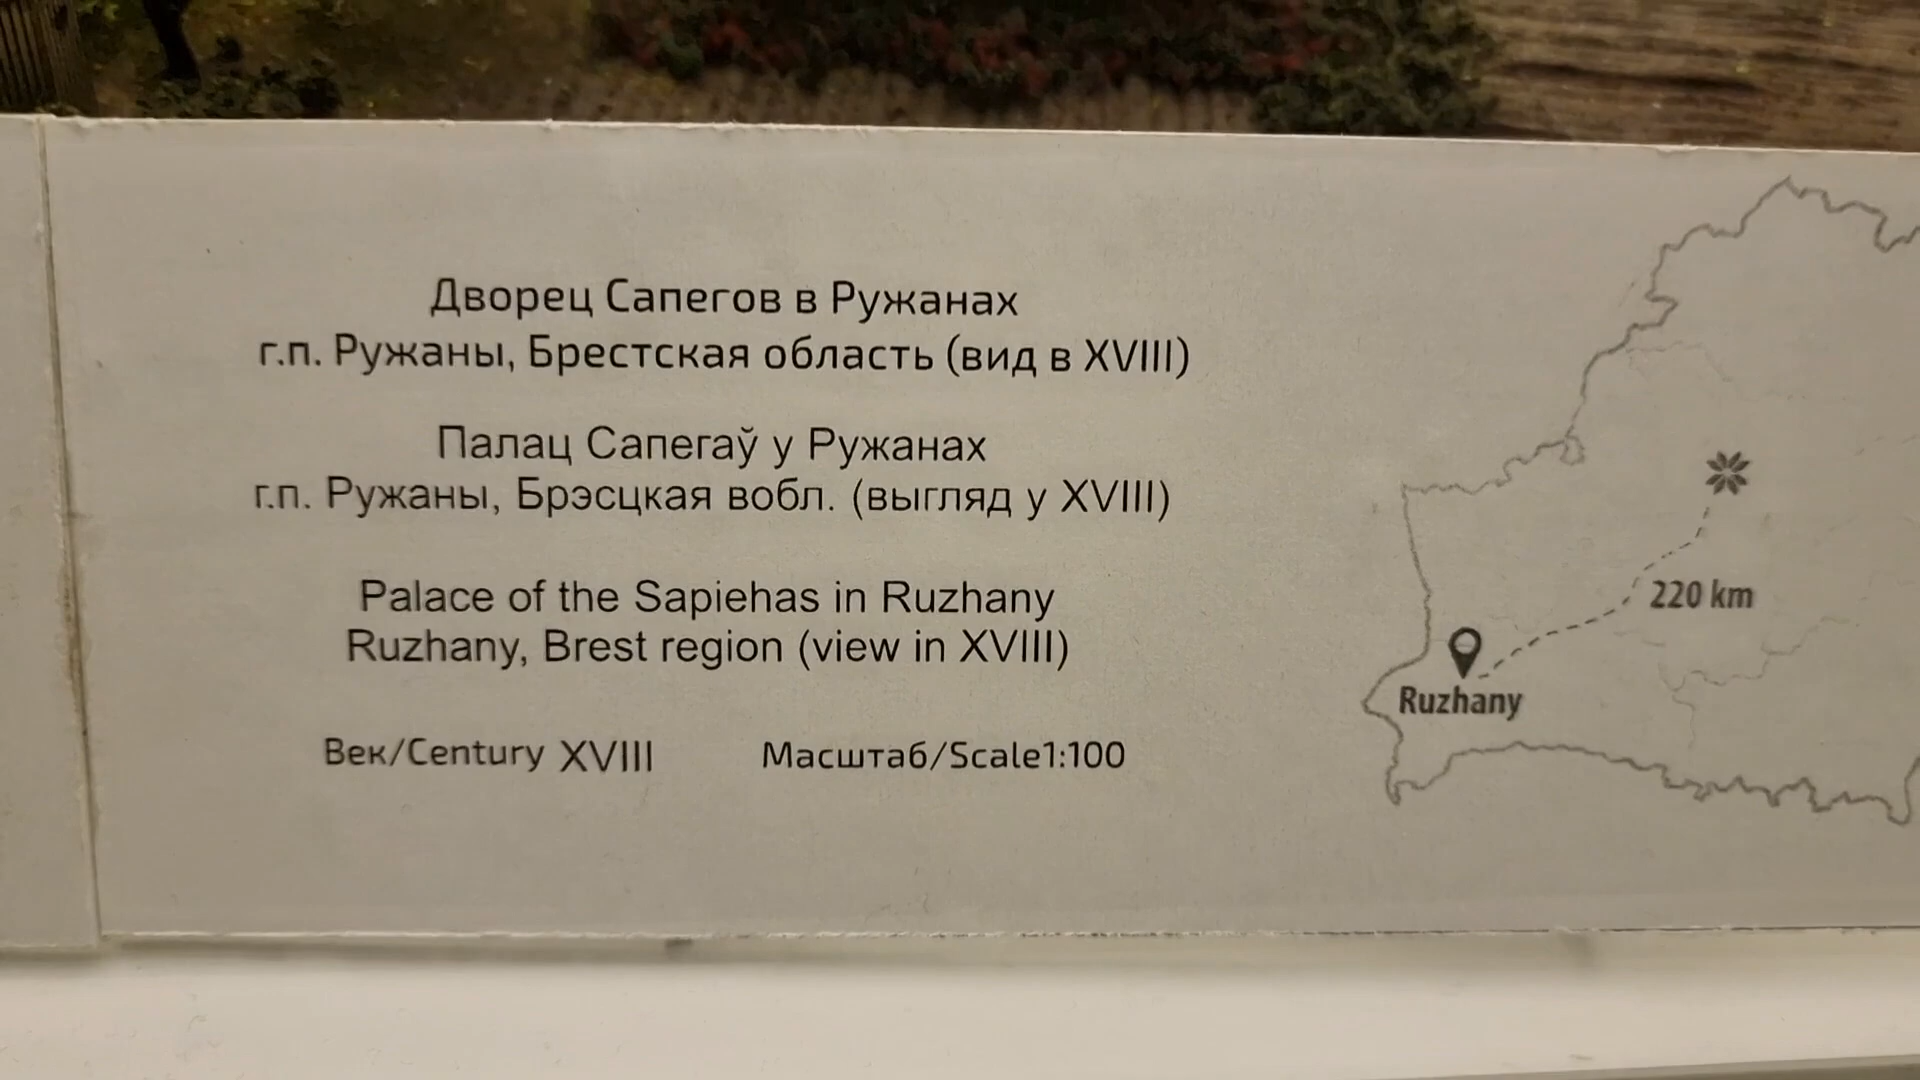 Дворец Сапегов в Ружанах
г.п. Ружаны, Брестская область (вид в XVIII)
Палац Сапегаў у Ружанах
г.п. Ружаны, Брэсцкая вобл. (выгляд у XVIII)
Palace of the Sapiehas in Ruzhany
Ruzhany, Brest region (view in XVIII)
Век/Century XVIII
Масштаб/Scale1:100
220 km
Ruzhany